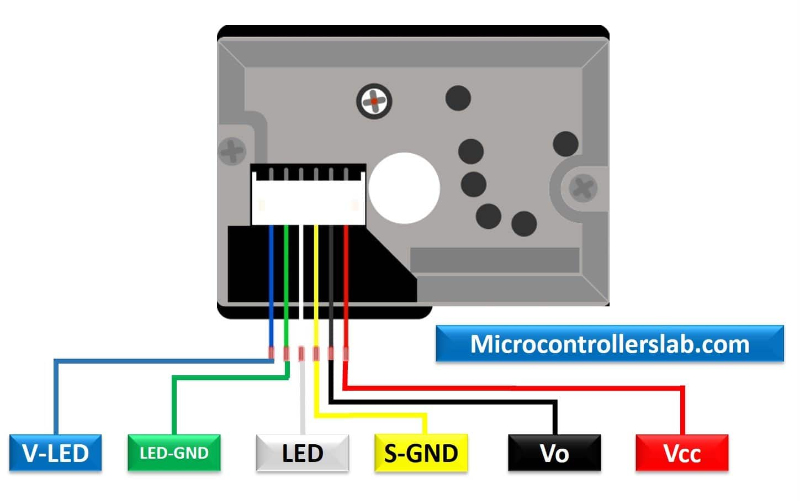 Microcontrollerslab.com
V-LED
LED-GND
LED
S-GND
Vo
Vcc